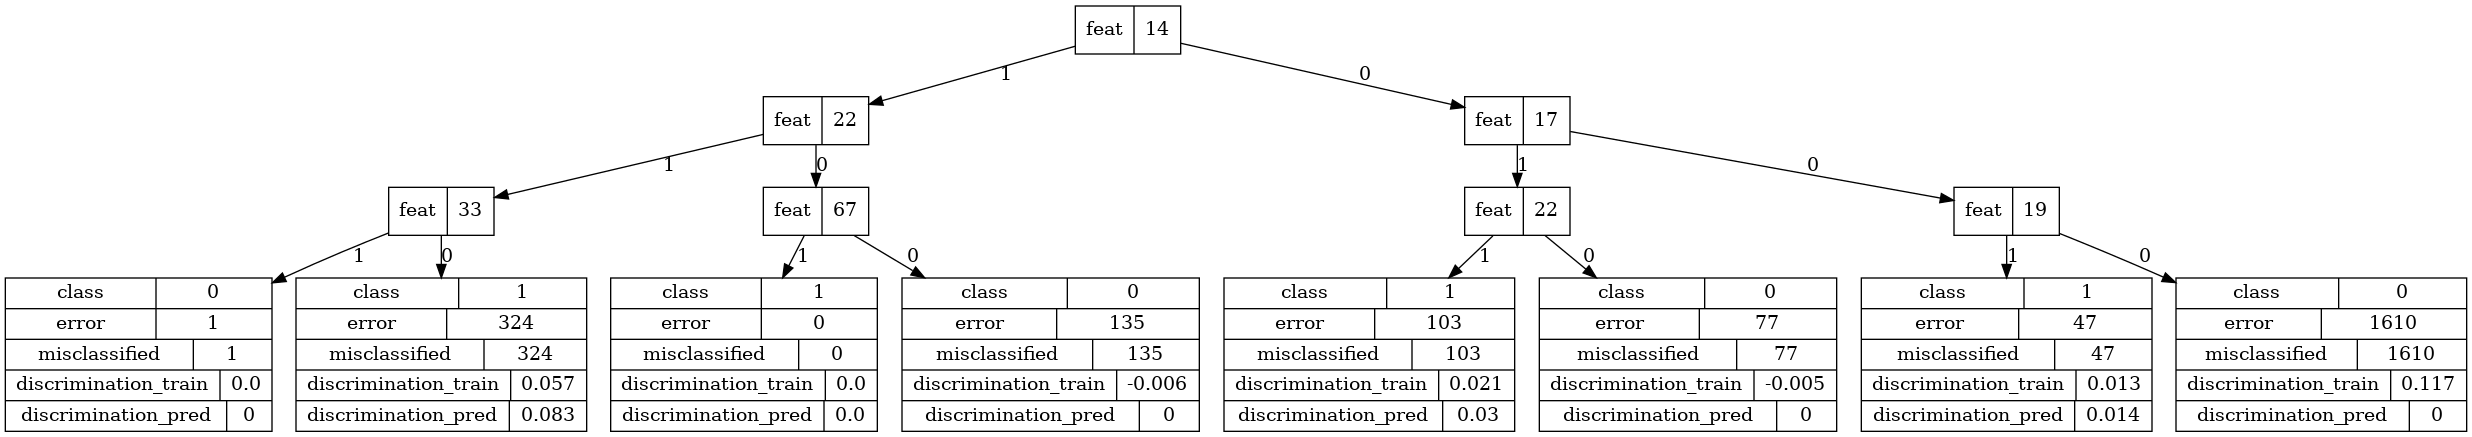 feat 14
1 0
feat 22 feat 17
1 0 1 0
feat 33 feat 67 feat 22 feat 19
1 0 1 0 1 0 1 0
class 0 class 1 class 1 class 0 class 1 class 0 class 1 class 0
error 1 error 324 error 0 error 135 error 103 error 77 error 47 error 1610
misclassified 1 misclassified 324 misclassified 0 misclassified 135 misclassified 103 misclassified 77 misclassified 47 misclassified 1610
discrimination_train 0.0 discrimination_train 0.057 discrimination_train 0.0 discrimination_train -0.006 discrimination_train 0.021 discrimination_train -0.005 discrimination_train 0.013 discrimination_train 0.117
discrimination_pred 0 discrimination_pred 0.083 discrimination_pred 0.0 discrimination_pred 0 discrimination_pred 0.03 discrimination_pred 0 discrimination_pred 0.014 discrimination_pred 0